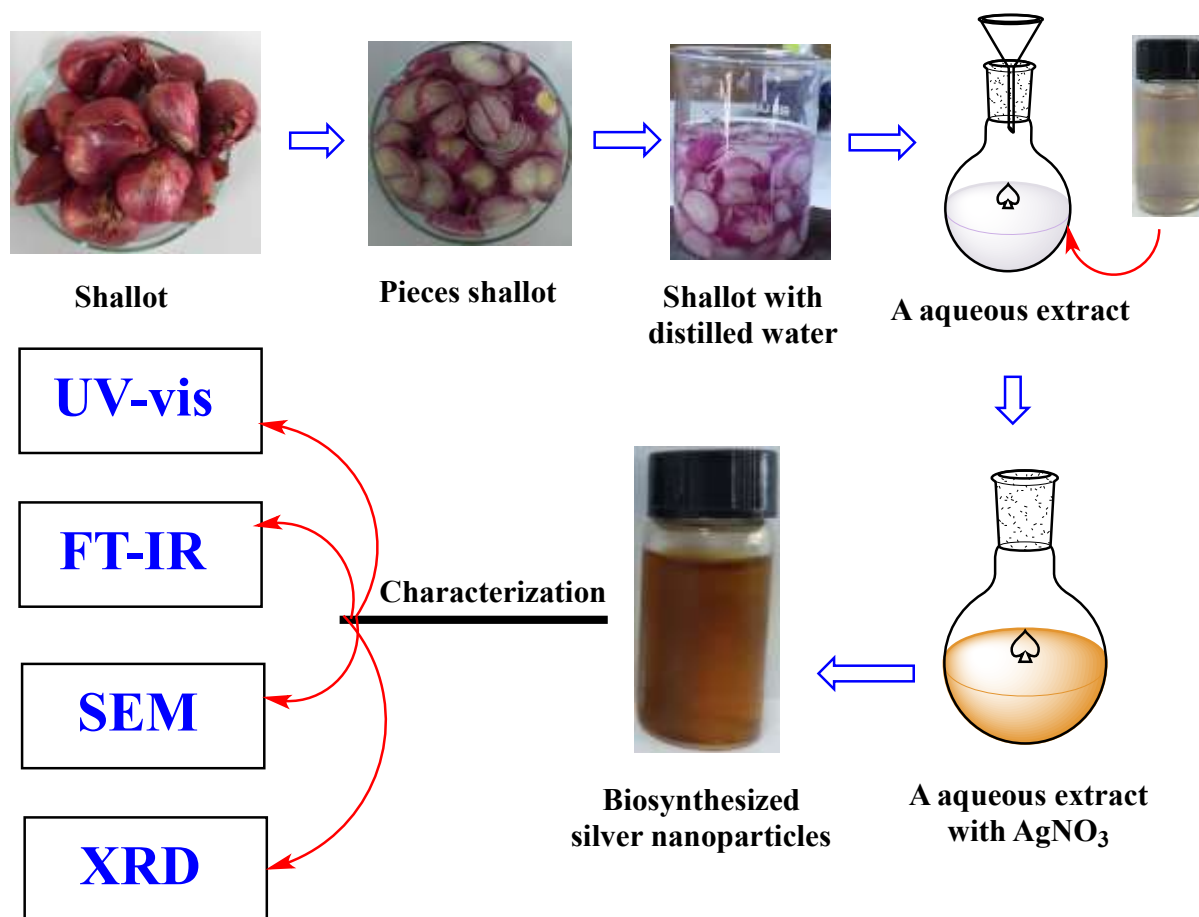 Shallot
Pieces shallot
Shallot with
distilled water
A aqueous extract
A aqueous extract
with AgNO₃
Biosynthesized
silver nanoparticles
Characterization
UV-vis
FT-IR
SEM
XRD